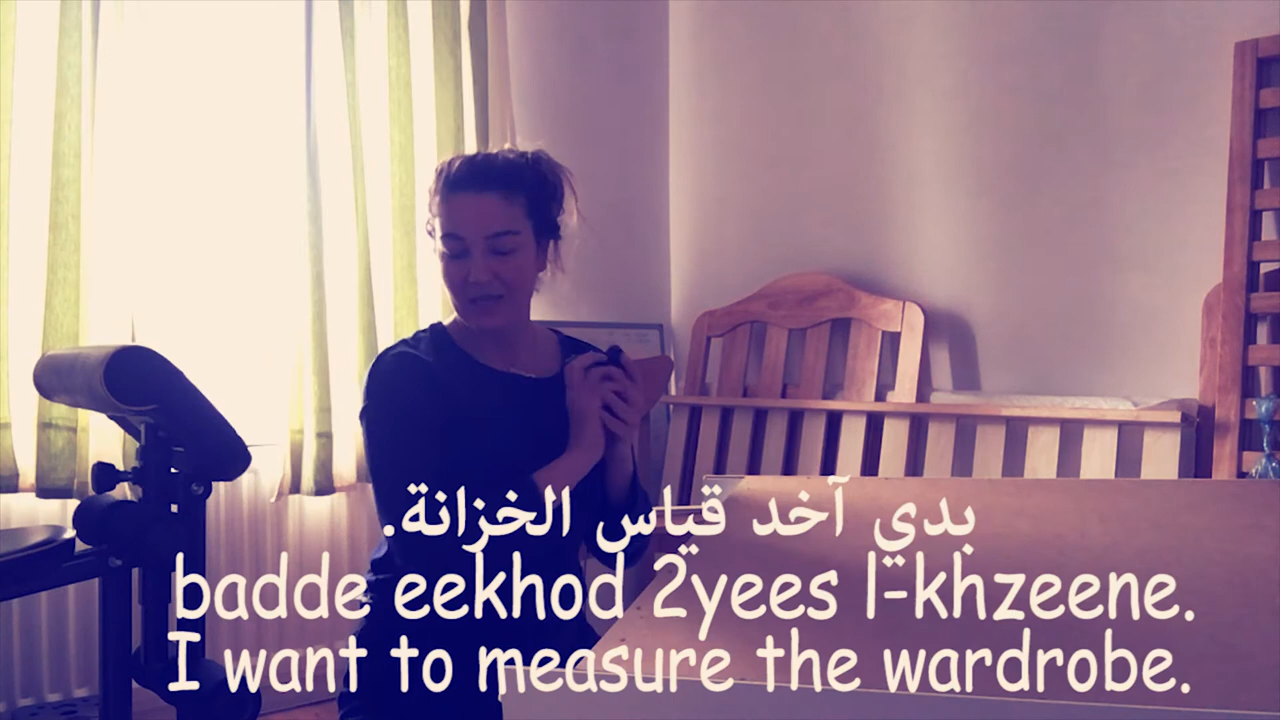 بدي آخد قياس الخزانة.
badde eekhod 2yees l-khzeene.
I want to measure the wardrobe.